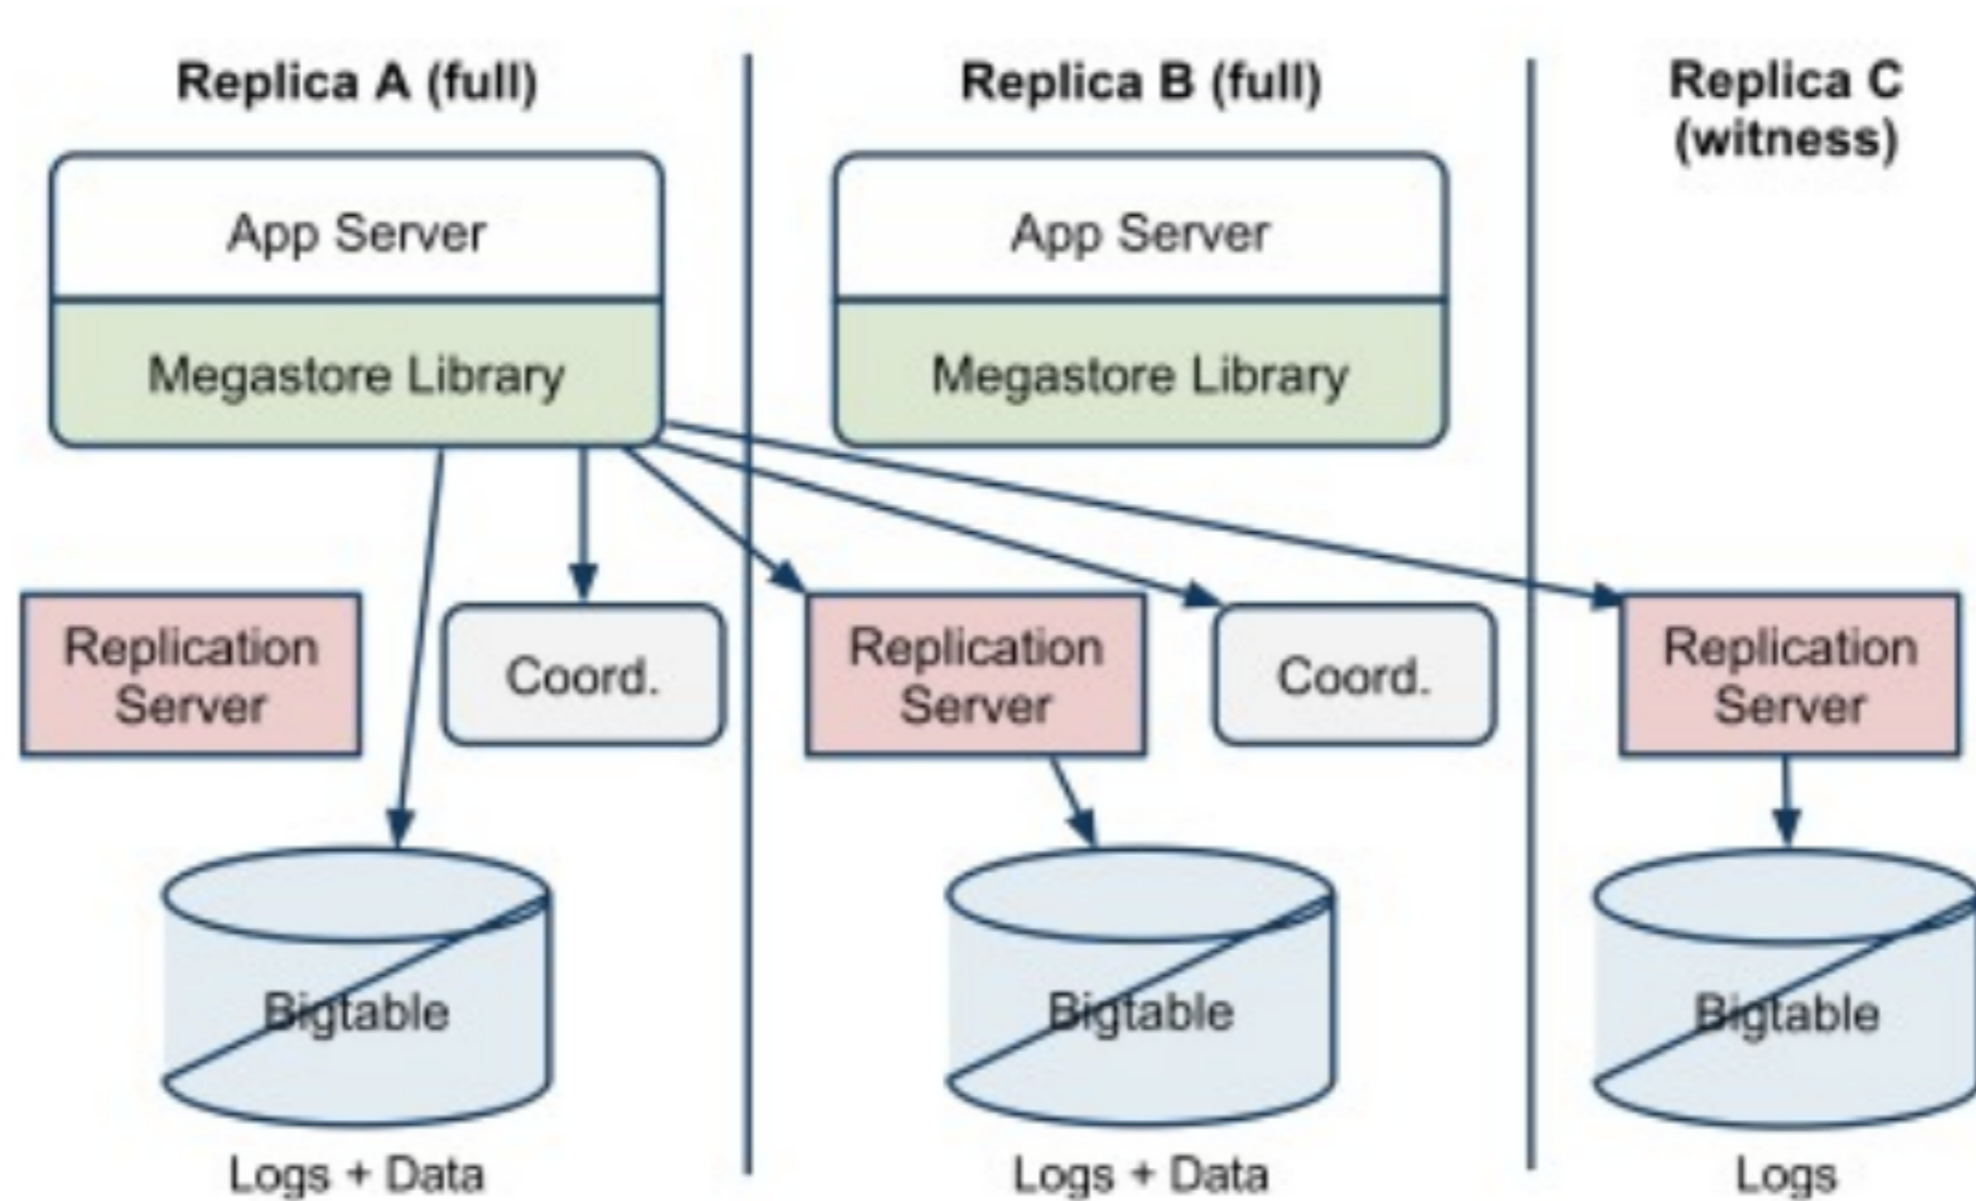 Replica A (full)
App Server
Megastore Library
Replication
Server
Coord.
Bigtable
Logs + Data
Replica B (full)
App Server
Megastore Library
Replication
Server
Coord.
Bigtable
Logs + Data
Replica C
(witness)
Replication
Server
Bigtable
Logs